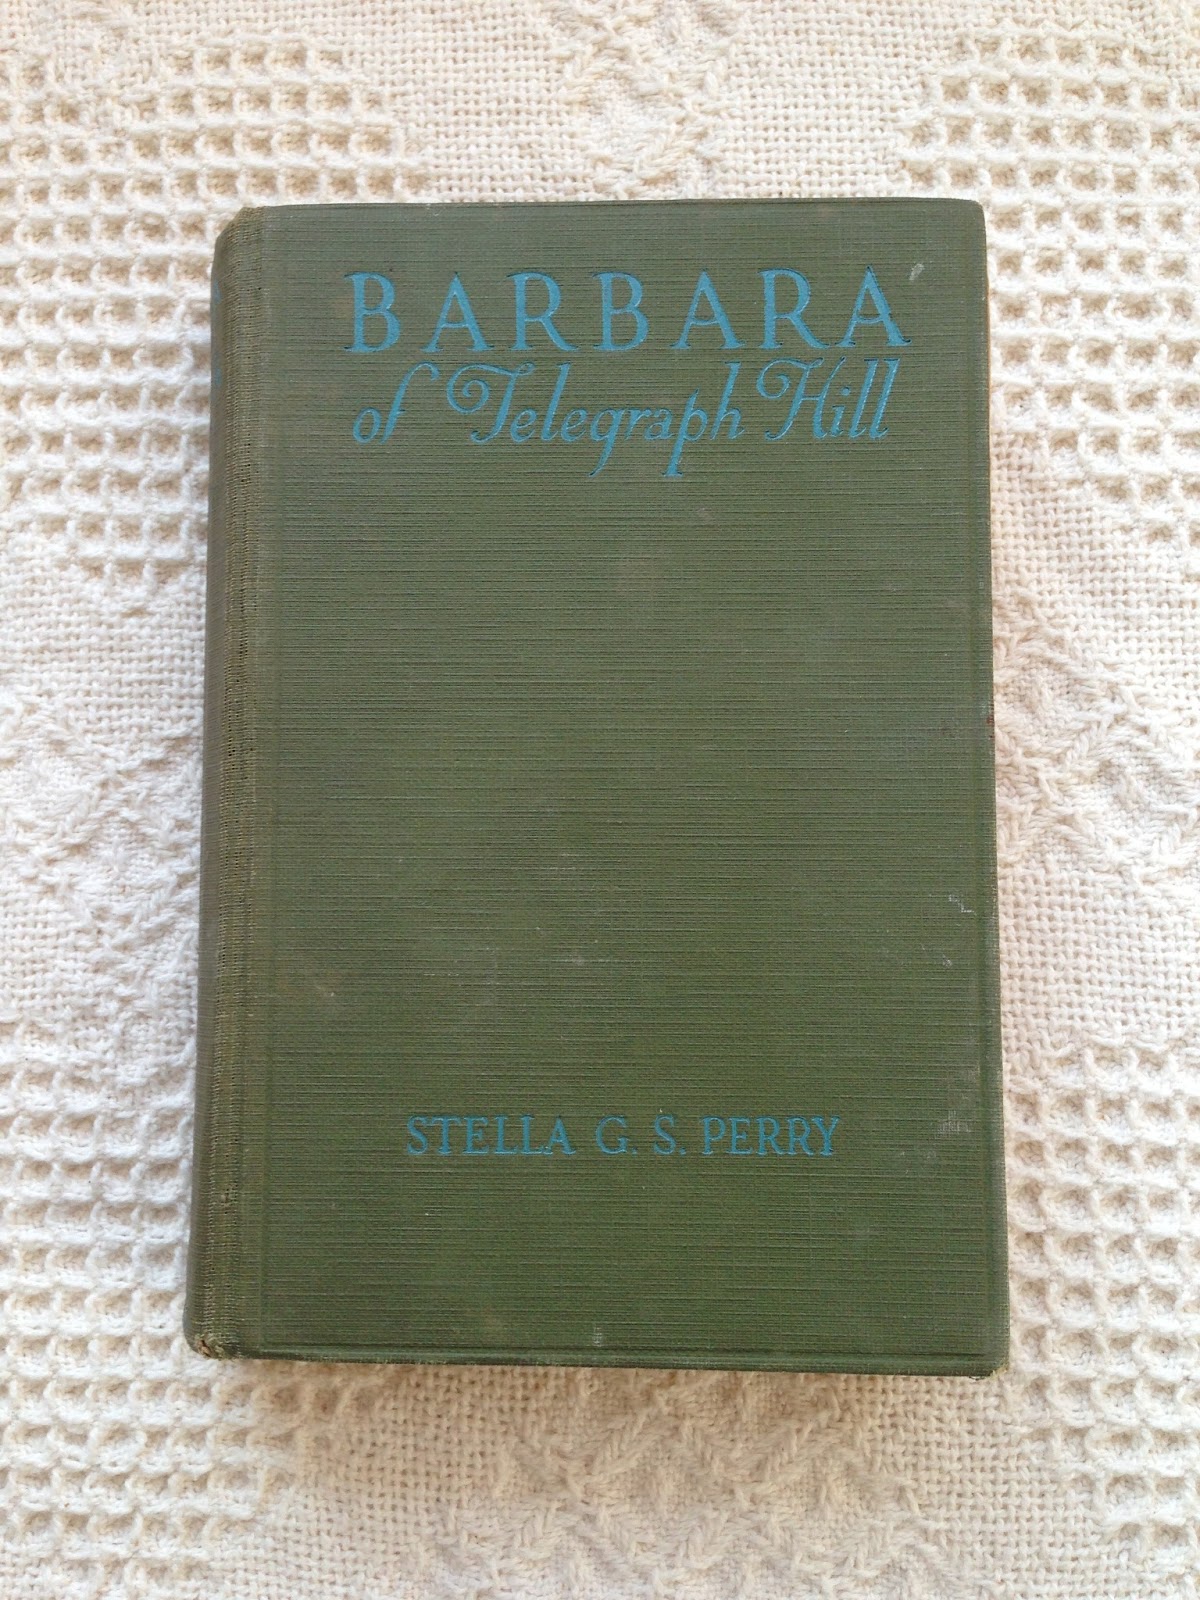 BARBARA
of Telegraph Hill
STELLA G. S. PERRY